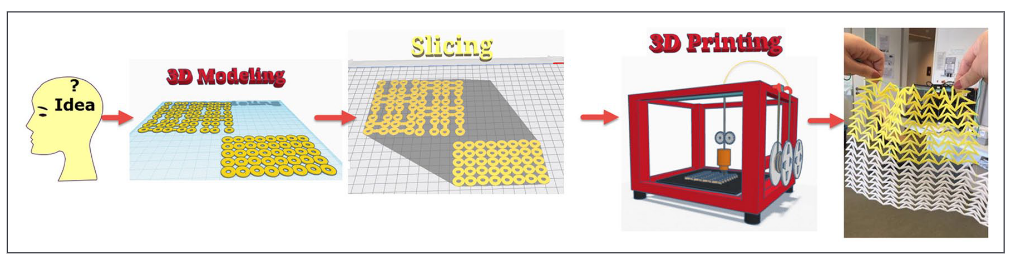 ?
Idea
3D Modeling
Slicing
3D Printing